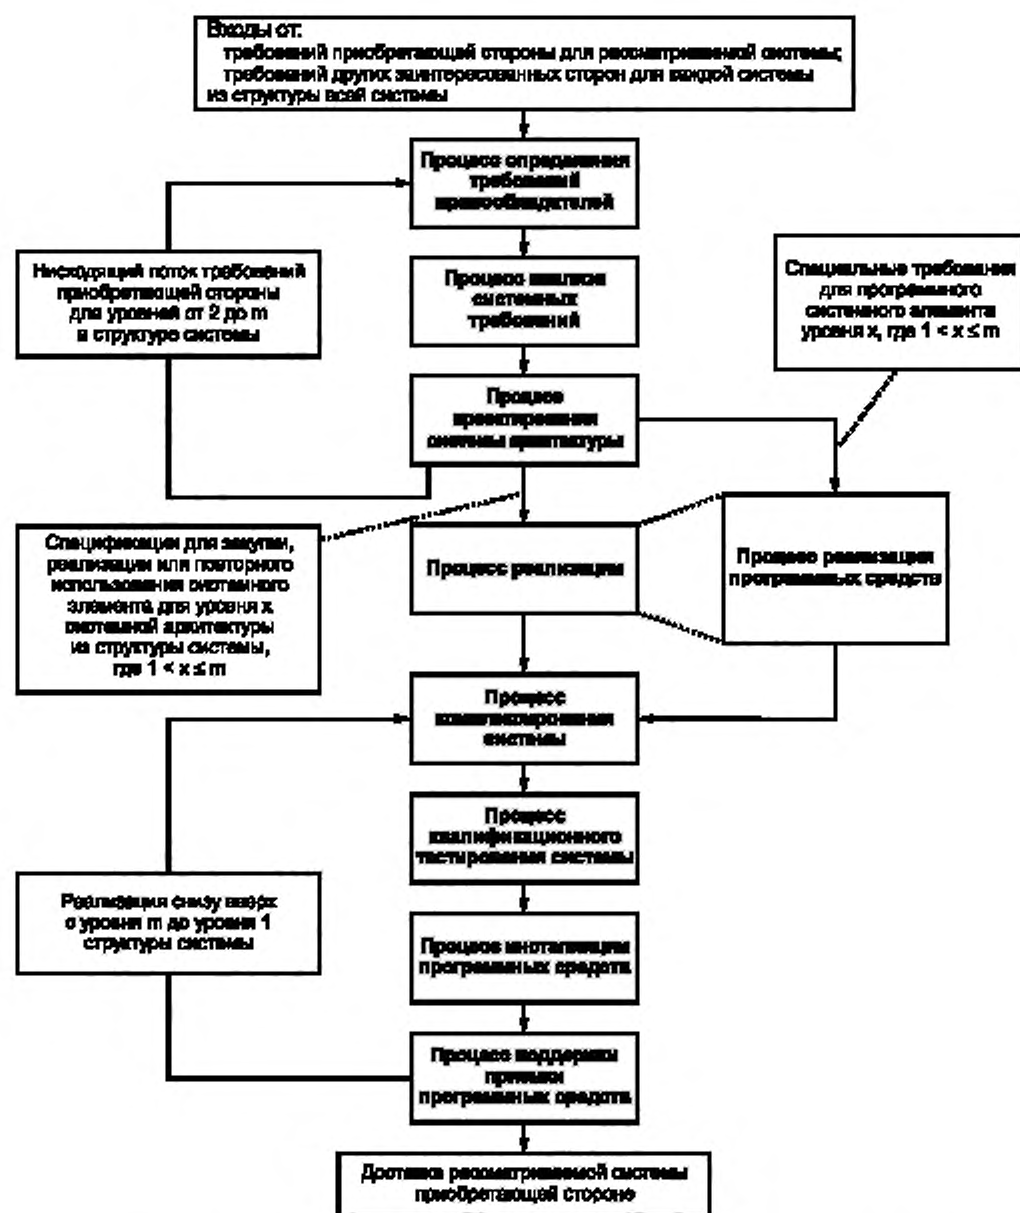 Входы от:
требований приобретающей стороны для рассматриваемой системы;
требований других заинтересованных сторон для каждой системы
из структуры всей системы
Процесс определения
требований
правообладателей
Нисходящий поток требований
приобретающей стороны
для уровней от 2 до m
в структуре системы
Процесс анализа
системных
требований
Специальные требования
для программного
системного элемента
уровня x, где 1 < x ≤ m
Процесс
проектирования
системы архитектуры
Спецификации для закупки,
реализации или повторного
использования системного
элемента для уровня x
системной архитектуры
из структуры системы,
где 1 < x ≤ m
Процесс реализации
Процесс реализации
программных средств
Процесс
комплексирования
системы
Процесс
квалификационного
тестирования системы
Реализация снизу вверх
с уровня m до уровня 1
структуры системы
Процесс инсталляции
программных средств
Процесс поддержки
приемки
программных средств
Доставка рассматриваемой системы
приобретающей стороне